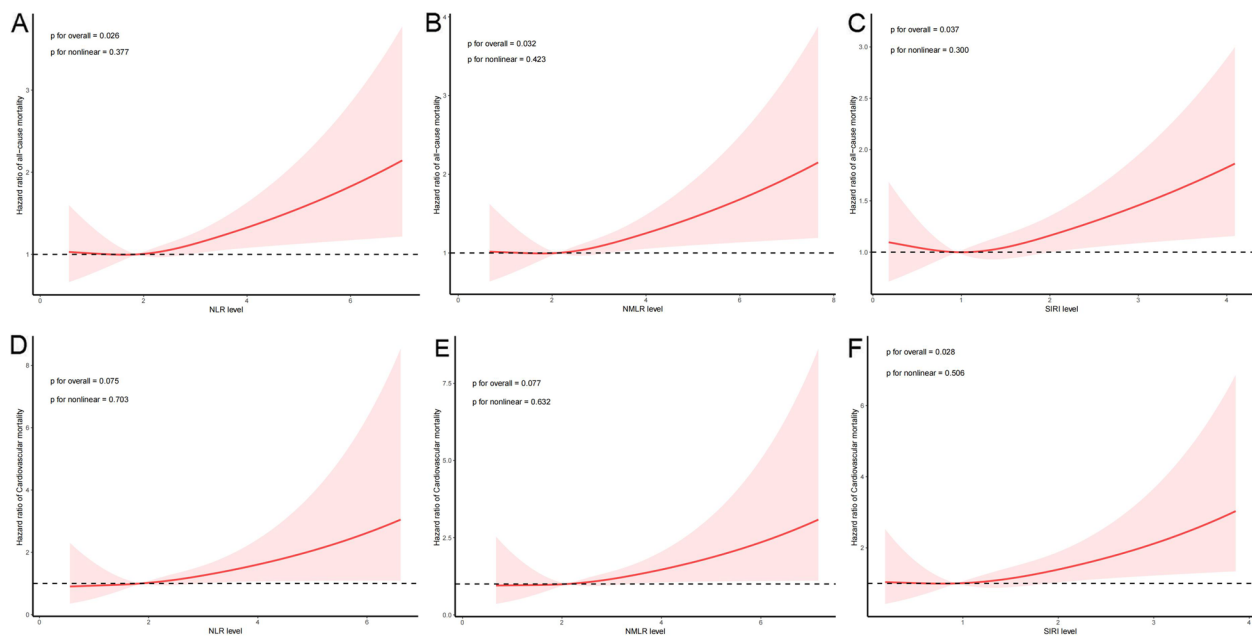 A
p for overall = 0.026
p for nonlinear = 0.377
Hazard ratio of all-cause mortality
3
2
1
0
2
4
6
NLR level
B
p for overall = 0.032
p for nonlinear = 0.423
Hazard ratio of all-cause mortality
4
3
2
1
0
2
4
6
8
NMLR level
C
p for overall = 0.037
p for nonlinear = 0.300
Hazard ratio of all-cause mortality
3.0
2.5
2.0
1.5
1.0
1
2
3
4
SIRI level
D
p for overall = 0.075
p for nonlinear = 0.703
Hazard ratio of Cardiovascular mortality
8
6
4
2
0
0
2
4
6
NLR level
E
p for overall = 0.077
p for nonlinear = 0.632
Hazard ratio of Cardiovascular mortality
7.5
5.0
2.5
0.0
0
2
4
6
NMLR level
F
p for overall = 0.028
p for nonlinear = 0.506
Hazard ratio of Cardiovascular mortality
6
4
2
1
2
3
4
SIRI level